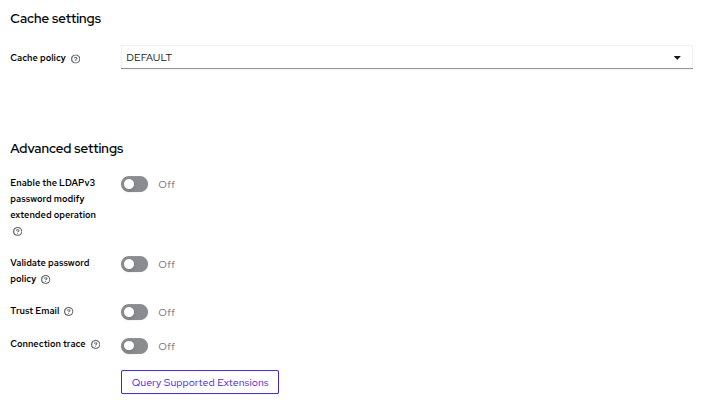 Cache settings
Cache policy
DEFAULT
Advanced settings
Enable the LDAPv3
password modify
extended operation
Off
Validate password
policy
Off
Trust Email
Off
Connection trace
Off
Query Supported Extensions